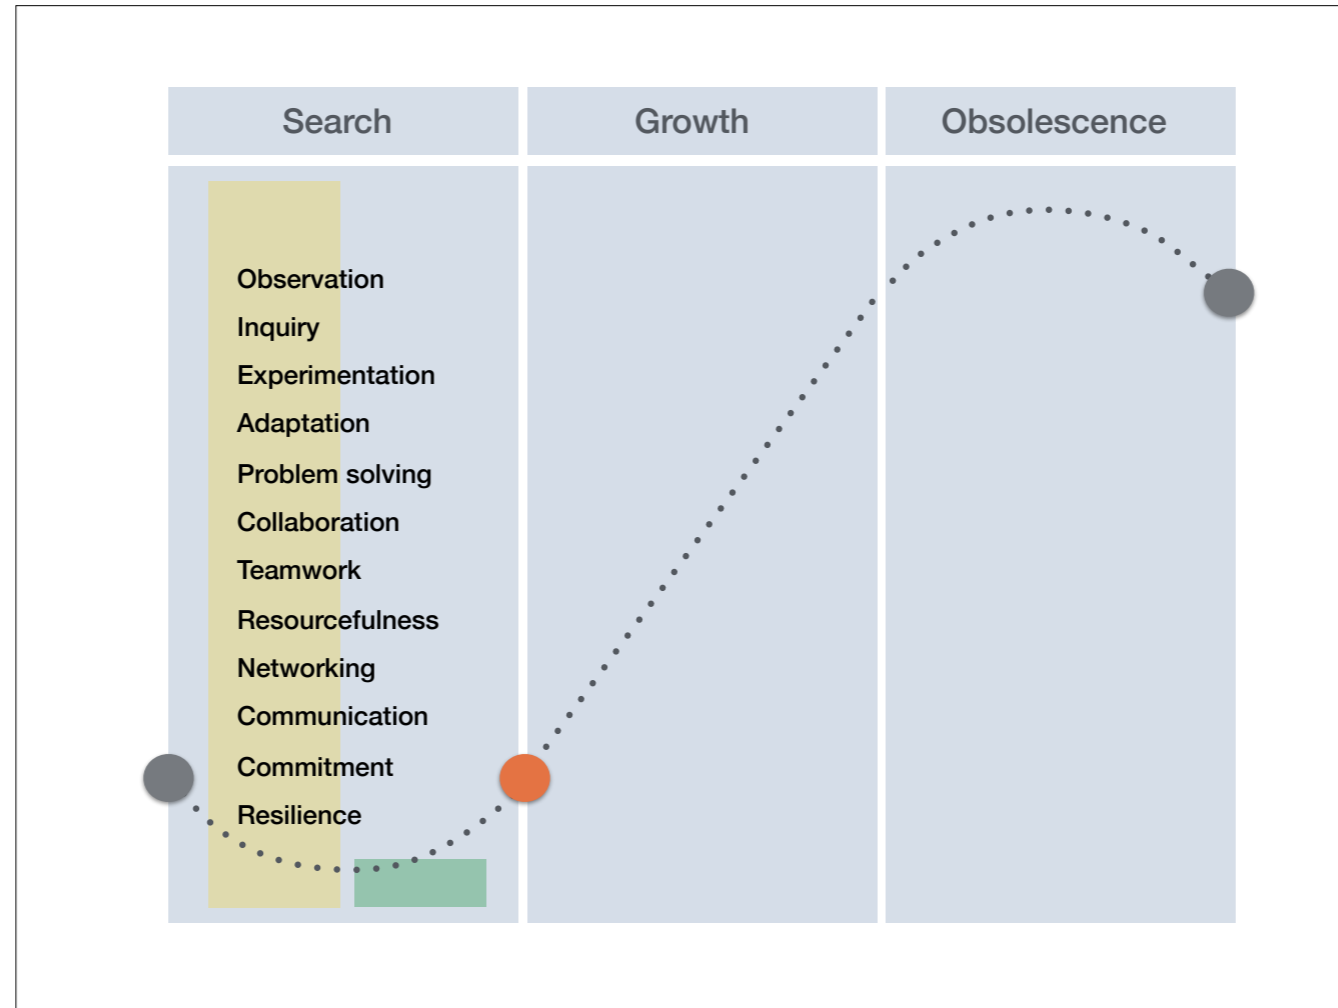 Search
Growth
Obsolescence
Observation
Inquiry
Experimentation
Adaptation
Problem solving
Collaboration
Teamwork
Resourcefulness
Networking
Communication
Commitment
Resilience